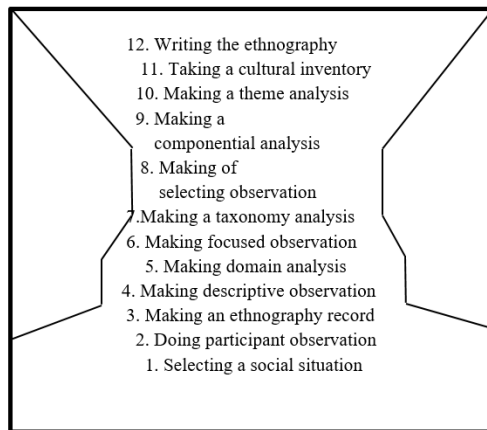 12. Writing the ethnography
11. Taking a cultural inventory
10. Making a theme analysis
9. Making a
componential analysis
8. Making of
selecting observation
7.Making a taxonomy analysis
6. Making focused observation
5. Making domain analysis
4. Making descriptive observation
3. Making an ethnography record
2. Doing participant observation
1. Selecting a social situation